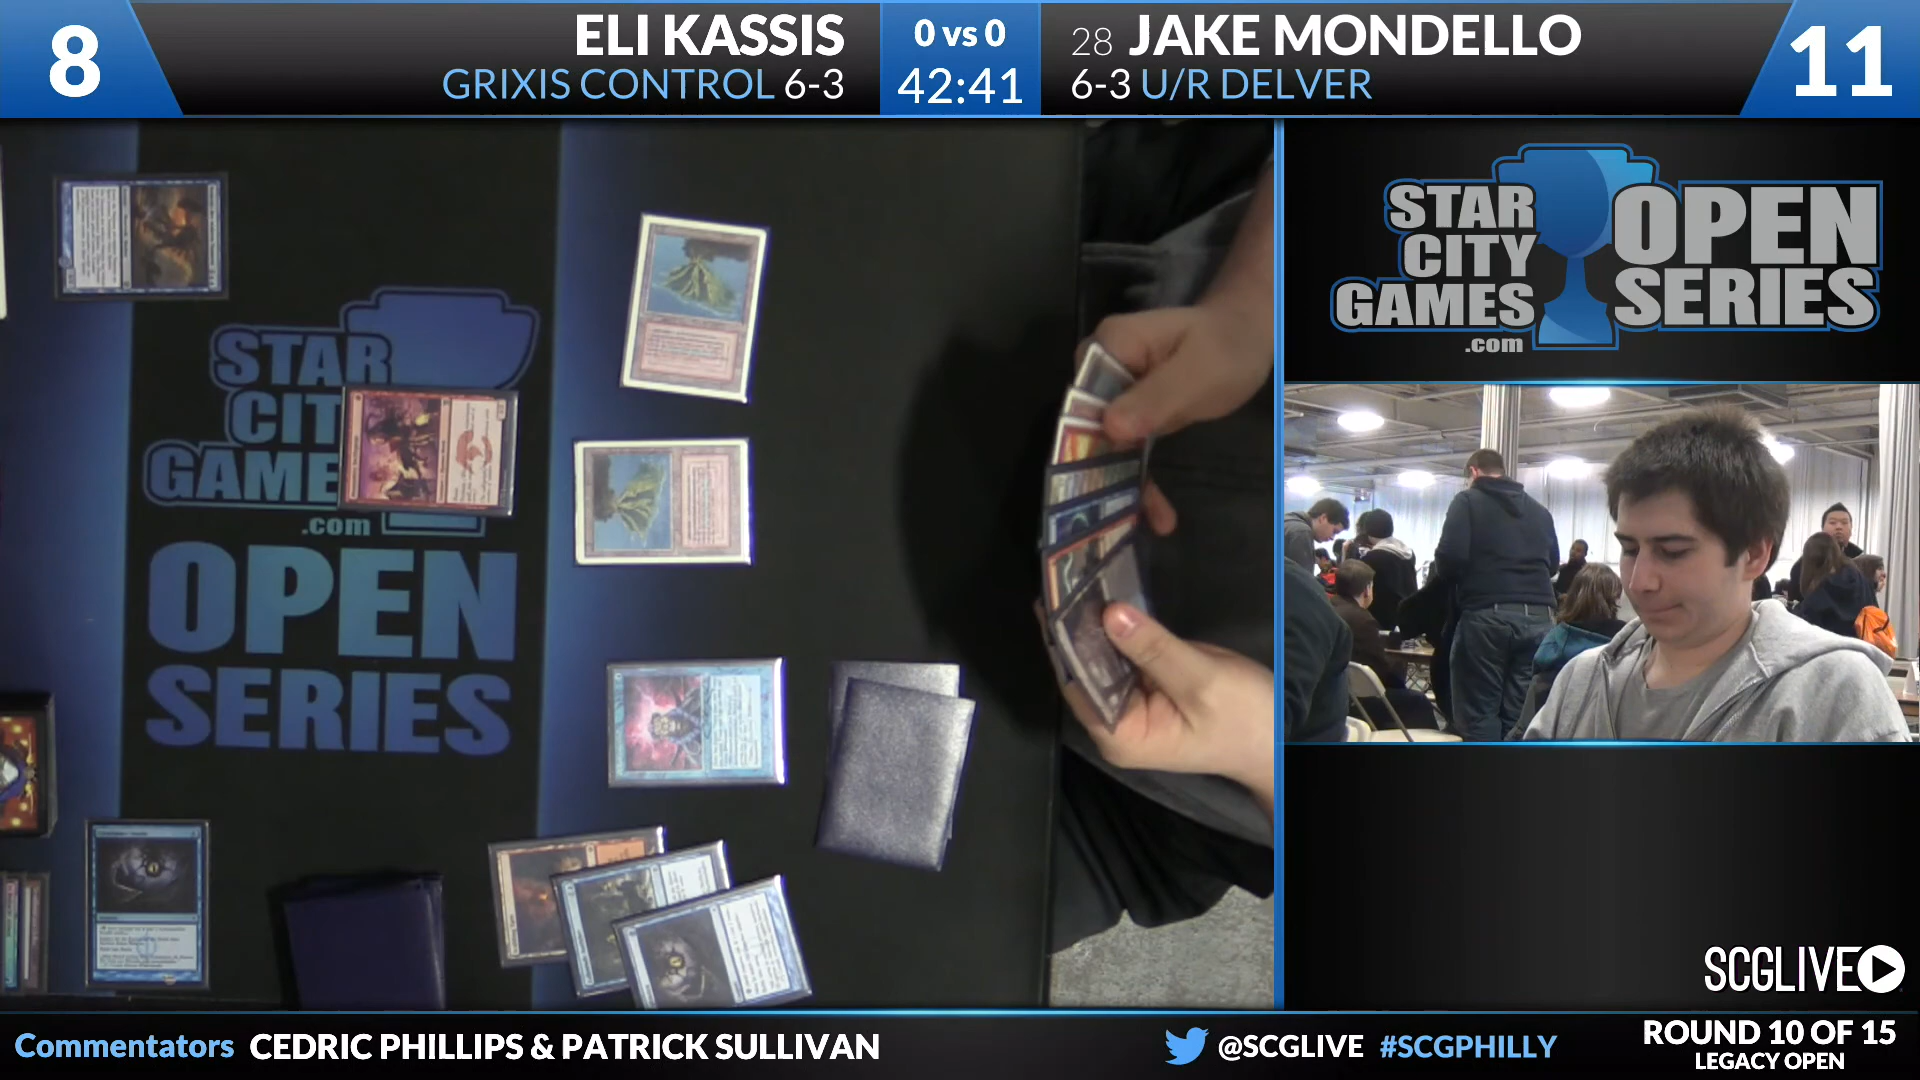 8
ELI KASSIS
GRIXIS CONTROL 6-3
0 vs 0
42:41
28 JAKE MONDELLO
6-3 U/R DELVER
11
STAR
CITY
GAMES
.com
OPEN
SERIES
STAR
CIT
GAME
.com
OPEN
SERIES
SCGLIVE
Commentators CEDRIC PHILLIPS & PATRICK SULLIVAN
@SCGLIVE #SCGPHILLY
ROUND 10 OF 15
LEGACY OPEN